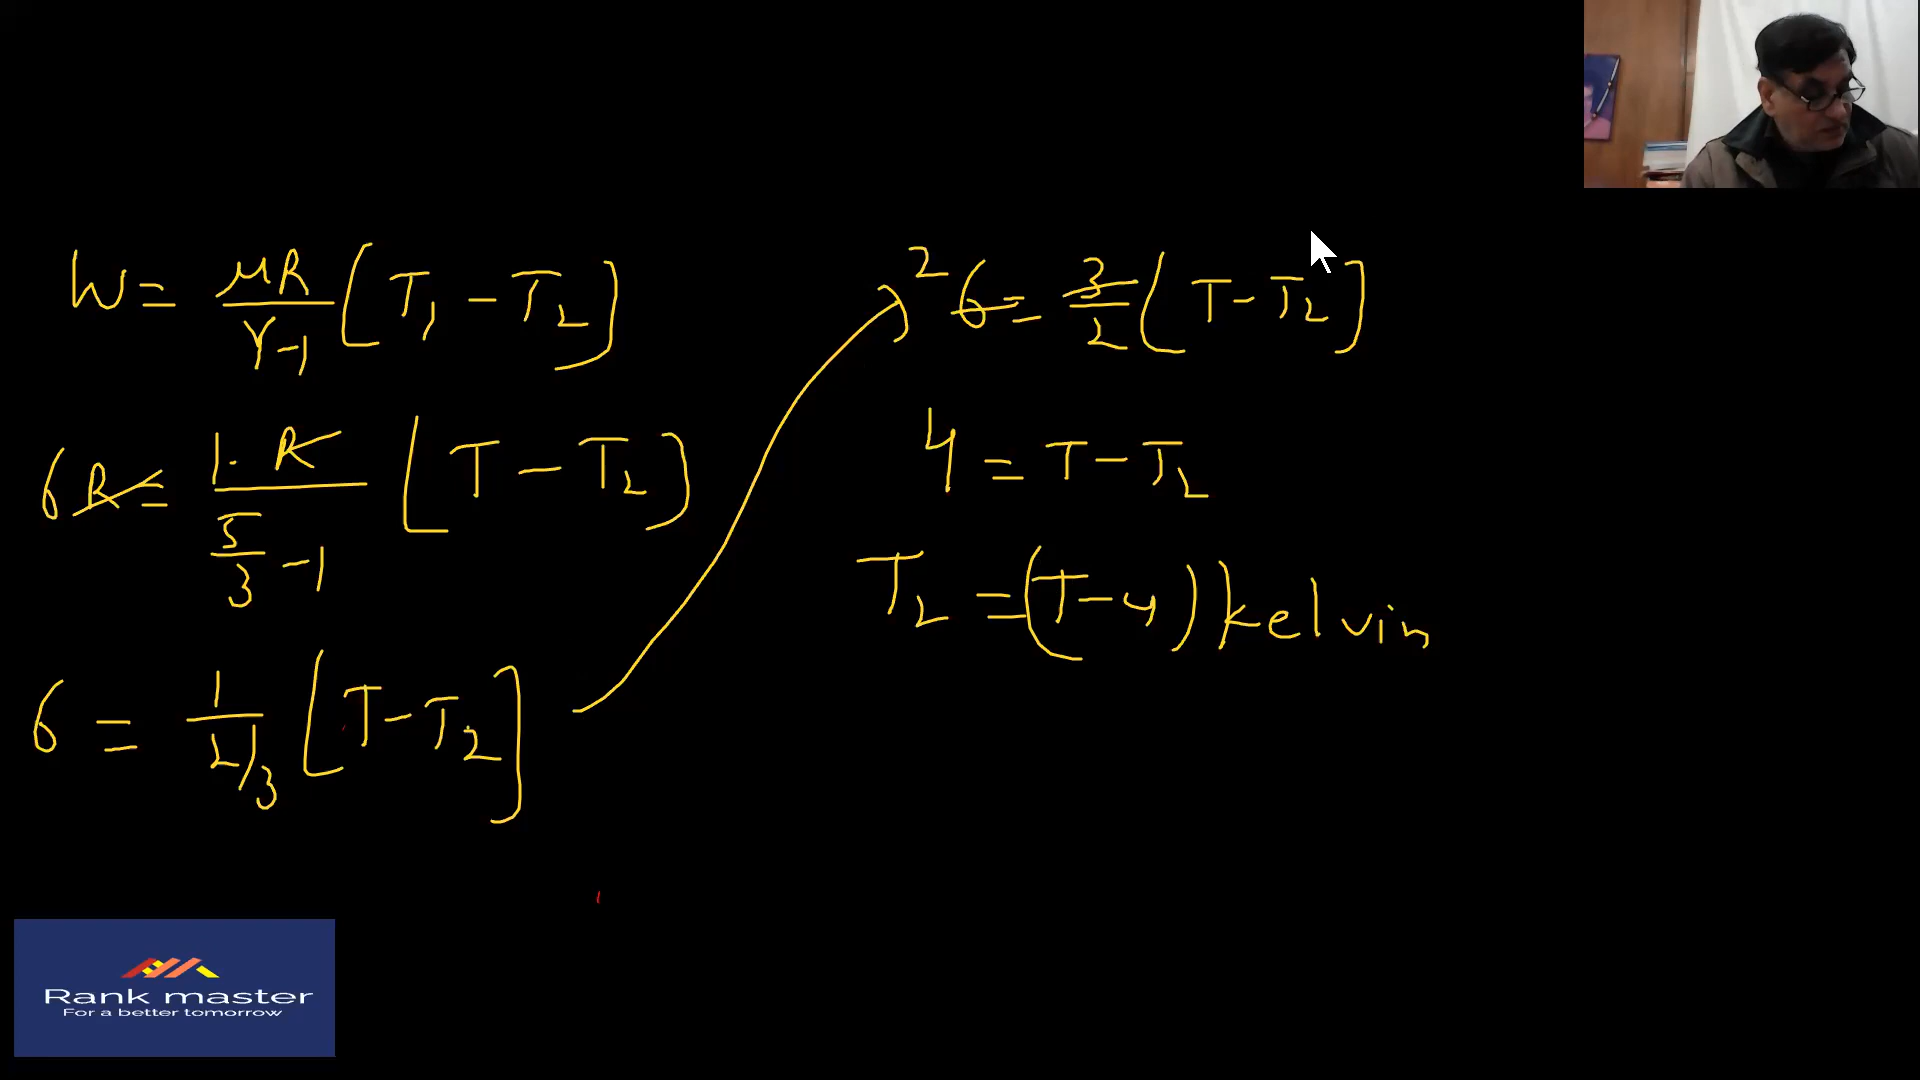 W = μR/γ-1 [T₁ - T₂]
6R = 1.R/5/3 -1 [T - T₂]
6 = 1/2/3 [T - T₂]
2 6 = 3/2 [T - T₂]
4 = T - T₂
T₂ = (T - 4) kelvin
Rank master
For a better tomorrow